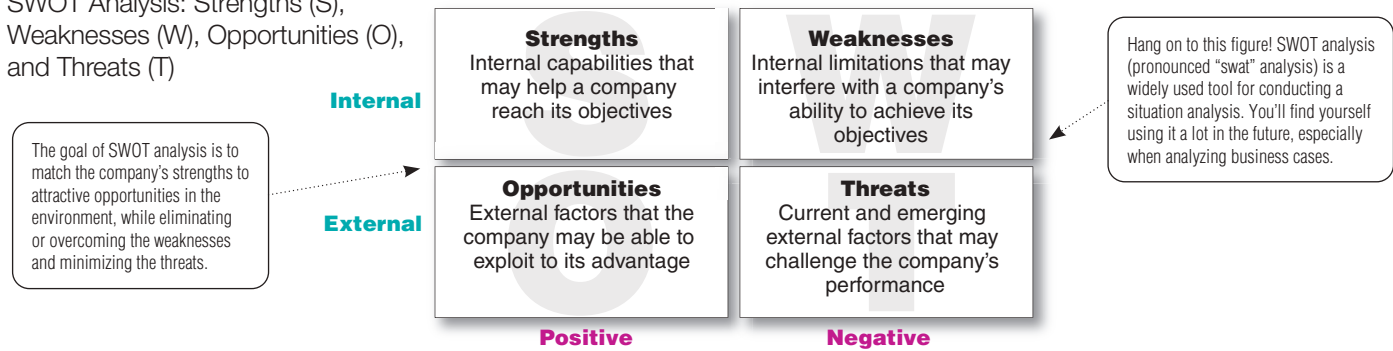 SWOT Analysis: Strengths (S),
Weaknesses (W), Opportunities (O),
and Threats (T)
Internal
External
The goal of SWOT analysis is to
match the company's strengths to
attractive opportunities in the
environment, while eliminating
or overcoming the weaknesses
and minimizing the threats.
S
Strengths
Internal capabilities that
may help a company
reach its objectives
W
Weaknesses
Internal limitations that may
interfere with a company's
ability to achieve its
objectives
O
Opportunities
External factors that the
company may be able to
exploit to its advantage
T
Threats
Current and emerging
external factors that may
challenge the company's
performance
Positive
Negative
Hang on to this figure! SWOT analysis
(pronounced “swat” analysis) is a
widely used tool for conducting a
situation analysis. You'll find yourself
using it a lot in the future, especially
when analyzing business cases.